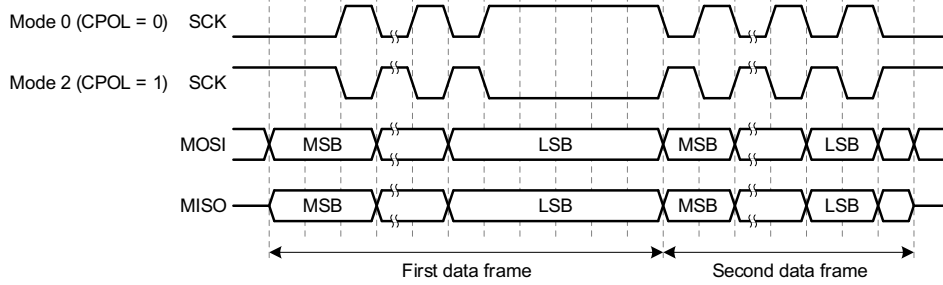 Mode 0 (CPOL = 0) SCK
Mode 2 (CPOL = 1) SCK
MOSI MSB LSB MSB LSB
MISO MSB LSB MSB LSB
First data frame Second data frame